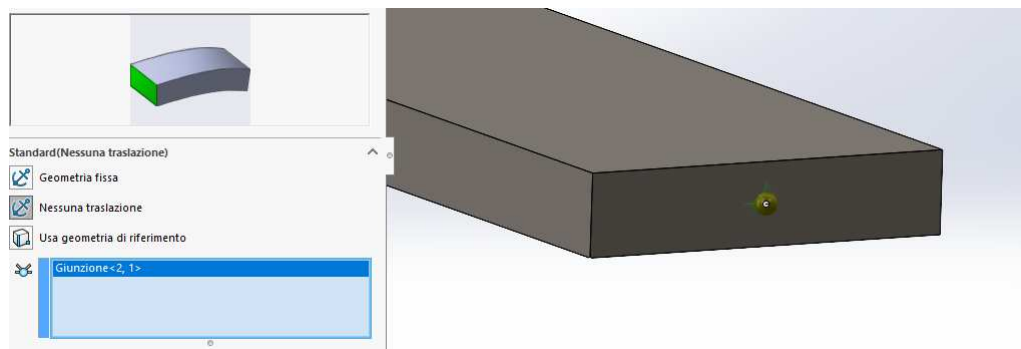 Standard(Nessuna traslazione)
Geometria fissa
Nessuna traslazione
Usa geometria di riferimento
Giunzione<2, 1>